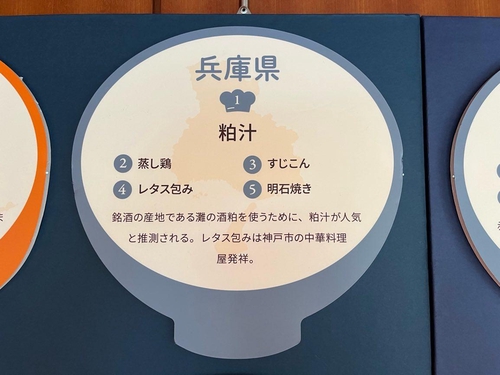 兵庫県
1
粕汁
2 蒸し鶏 3 すじこん
4 レタス包み 5 明石焼き
銘酒の産地である灘の酒粕を使うために、粕汁が人気
と推測される。レタス包みは神戸市の中華料理
屋発祥。